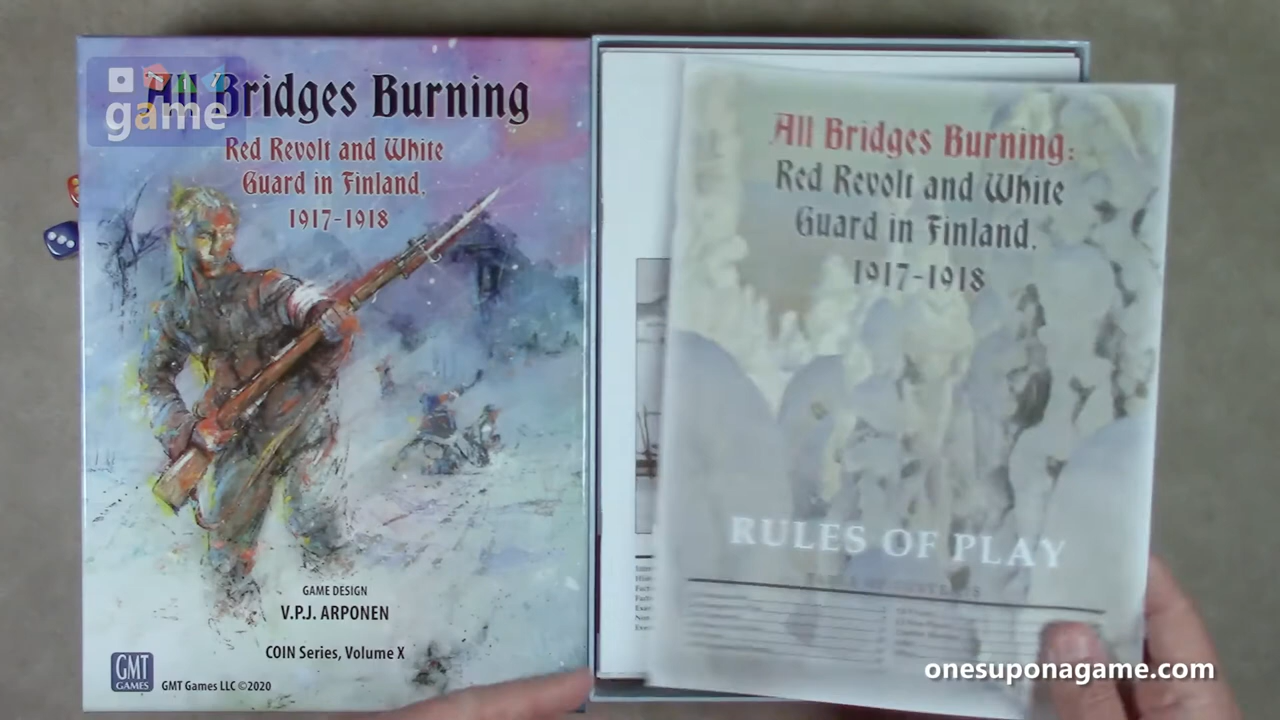 game
All Bridges Burning
Red Revolt and White
Guard in Finland,
1917-1918
GAME DESIGN
V.P.J. ARPONEN
COIN Series, Volume X
GMT
GAMES
GMT Games LLC ©2020
All Bridges Burning:
Red Revolt and White
Guard in Finland,
1917-1918
RULES OF PLAY
onesuponagame.com